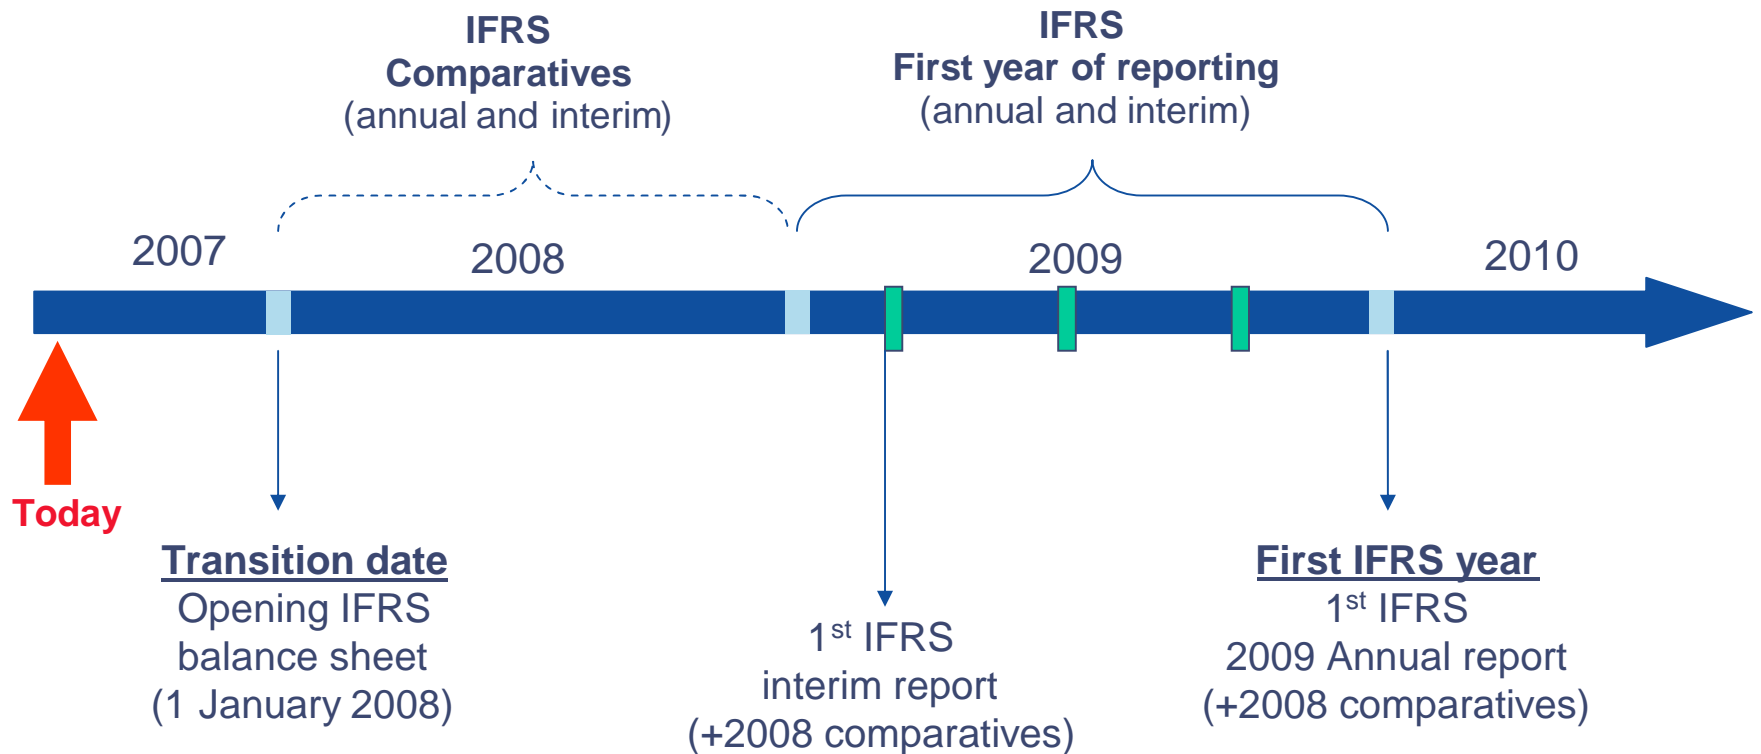 IFRS
Comparatives
(annual and interim)
IFRS
First year of reporting
(annual and interim)
2007
2008
2009
2010
Today
Transition date
Opening IFRS
balance sheet
(1 January 2008)
1st IFRS
interim report
(+2008 comparatives)
First IFRS year
1st IFRS
2009 Annual report
(+2008 comparatives)